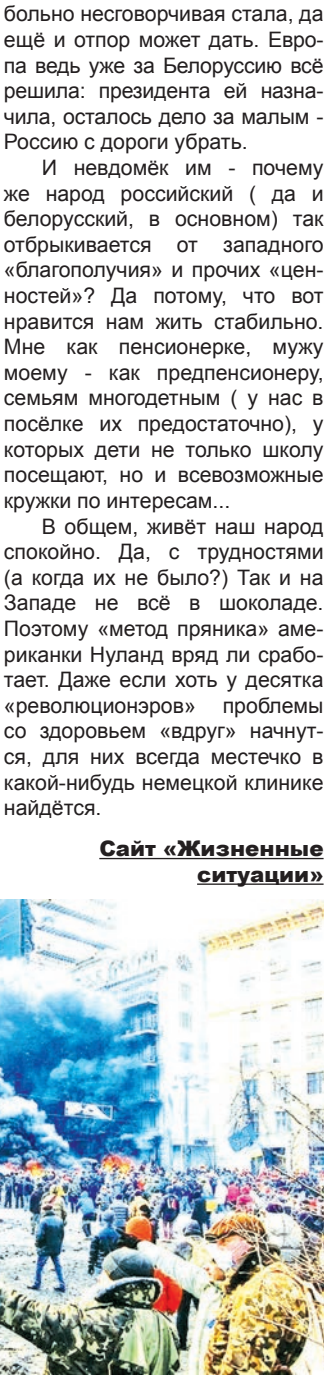 больно несговорчивая стала, да
ещё и отпор может дать. Евро-
па ведь уже за Белоруссию всё
решила: президента ей назна-
чила, осталось дело за малым -
Россию с дороги убрать.
И невдомёк им - почему
же народ российский ( да и
белорусский, в основном) так
отбрыкивается от западного
«благополучия» и прочих «цен-
ностей»? Да потому, что вот
нравится нам жить стабильно.
Мне как пенсионерке, мужу
моему - как предпенсионеру,
семьям многодетным ( у нас в
посёлке их предостаточно), у
которых дети не только школу
посещают, но и всевозможные
кружки по интересам...
В общем, живёт наш народ
спокойно. Да, с трудностями
(а когда их не было?) Так и на
Западе не всё в шоколаде.
Поэтому «метод пряника» аме-
риканки Нуланд вряд ли срабо-
тает. Даже если хоть у десятка
«революционэров» проблемы
со здоровьем «вдруг» начнут-
ся, для них всегда местечко в
какой-нибудь немецкой клинике
найдётся.
Сайт «Жизненные
ситуации»